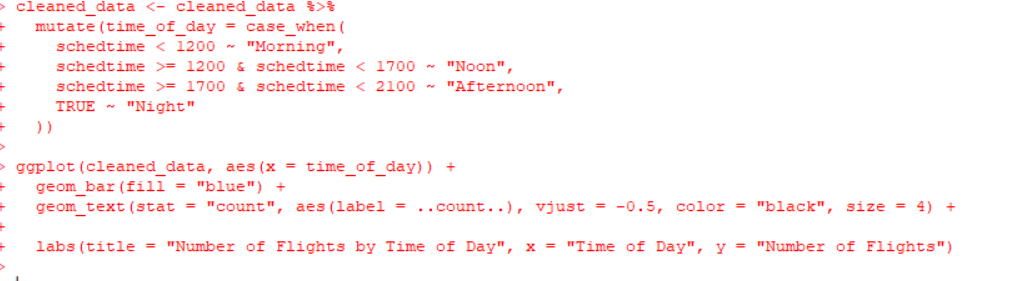 > cleaned_data <- cleaned_data %>%
+   mutate(time_of_day = case_when(
+     schedtime < 1200 ~ "Morning",
+     schedtime >= 1200 & schedtime < 1700 ~ "Noon",
+     schedtime >= 1700 & schedtime < 2100 ~ "Afternoon",
+     TRUE ~ "Night"
+   ))
>
> ggplot(cleaned_data, aes(x = time_of_day)) +
+   geom_bar(fill = "blue") +
+   geom_text(stat = "count", aes(label = ..count..), vjust = -0.5, color = "black", size = 4) +
+
+   labs(title = "Number of Flights by Time of Day", x = "Time of Day", y = "Number of Flights")
>